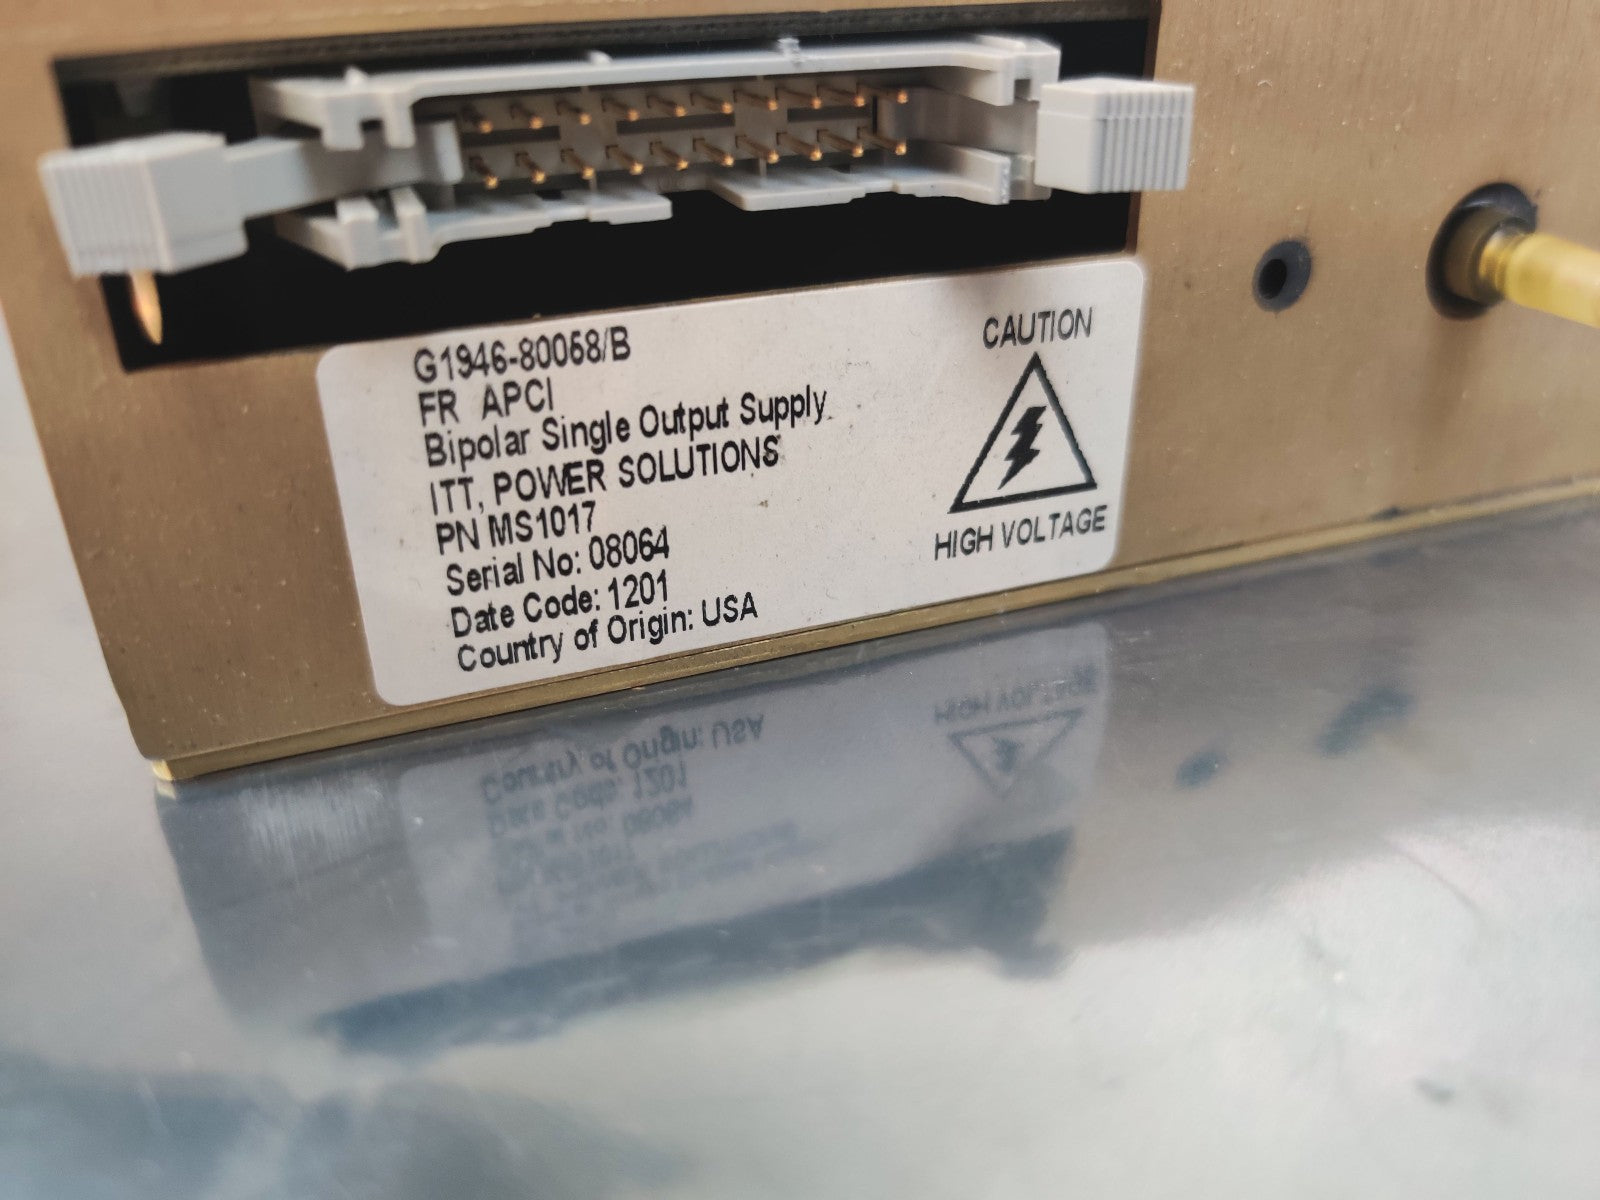 G1946-80058/B
FR APCI
Bipolar Single Output Supply
ITT, POWER SOLUTIONS
PN MS1017
Serial No: 08064
Date Code: 1201
Country of Origin: USA
CAUTION
HIGH VOLTAGE